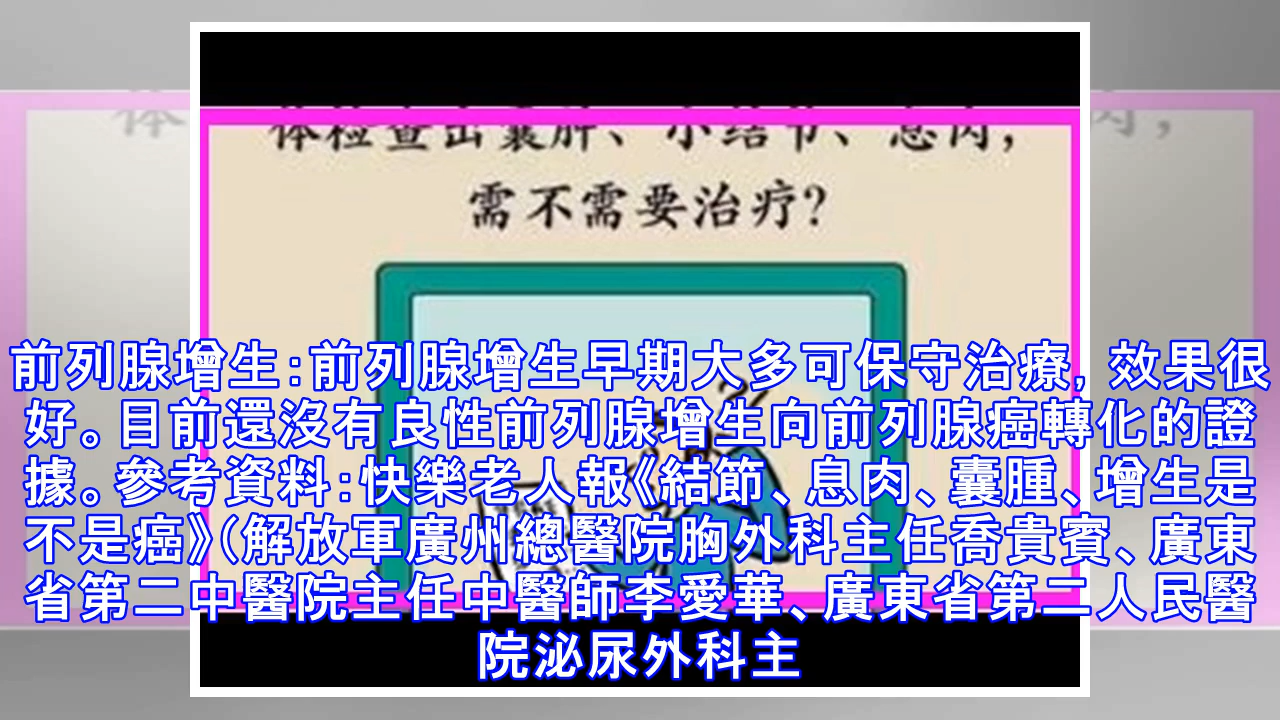 体检查出囊肿、小结节、息肉，
需不需要治疗？
前列腺增生：前列腺增生早期大多可保守治療，效果很
好。目前還沒有良性前列腺增生向前列腺癌轉化的證
據。參考資料：快樂老人報《結節、息肉、囊腫、增生是
不是癌》（解放軍廣州總醫院胸外科主任喬貴賓、廣東
省第二中醫院主任中醫師李愛華、廣東省第二人民醫
院泌尿外科主